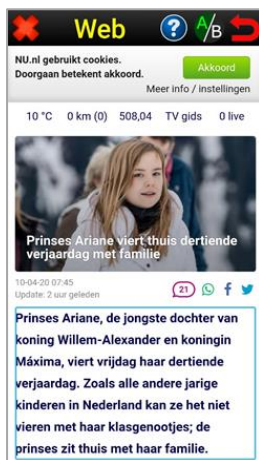 Web
?
A/B
NU.nl gebruikt cookies.
Doorgaan betekent akkoord.
Akkoord
Meer info / instellingen
10 °C 0 km (0) 508,04 TV gids 0 live
Prinses Ariane viert thuis dertiende
verjaardag met familie
10-04-20 07:45
Update: 2 uur geleden
21
f
Prinses Ariane, de jongste dochter van
koning Willem-Alexander en koningin
Máxima, viert vrijdag haar dertiende
verjaardag. Zoals alle andere jarige
kinderen in Nederland kan ze het niet
vieren met haar klasgenootjes; de
prinses zit thuis met haar familie.